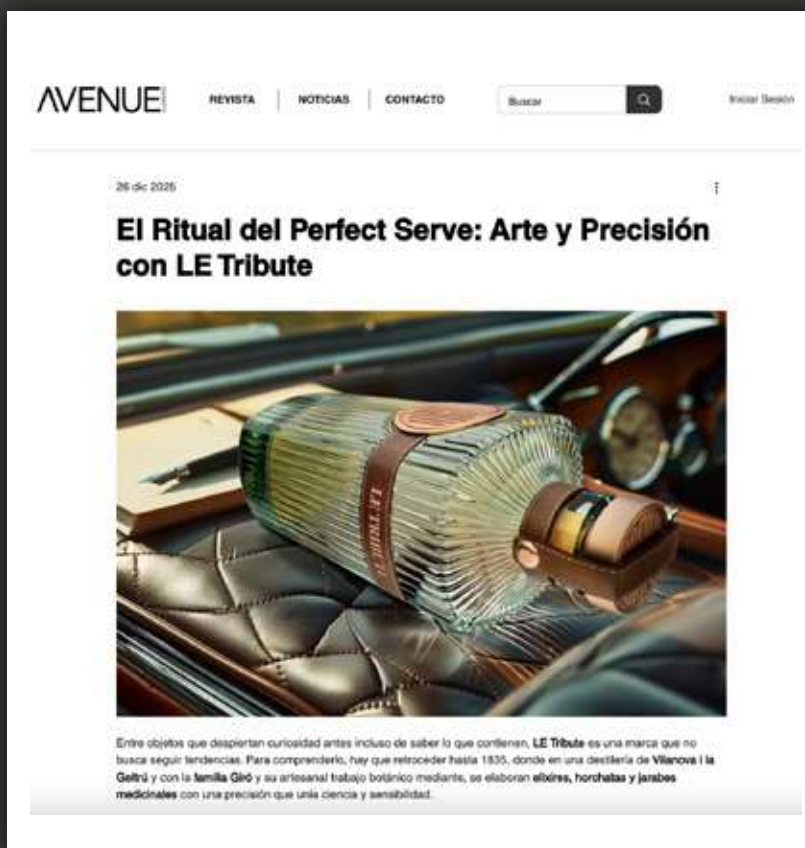 AVENUE
REVISTA
NOTICIAS
CONTACTO
Buscar
Iniciar Sesión
26 dic 2025
El Ritual del Perfect Serve: Arte y Precisión
con LE Tribute
LE TRIBUTE
Entre objetos que despiertan curiosidad antes incluso de saber lo que contienen, LE Tribute es una marca que no
busca seguir tendencias. Para comprenderlo, hay que retroceder hasta 1835, donde en una destilería de Vilanova i la
Geltrú y con la familia Giró y su artesanal trabajo botánico mediante, se elaboran elixires, horchatas y jarabes
medicinales con una precisión que unía ciencia y sensibilidad.